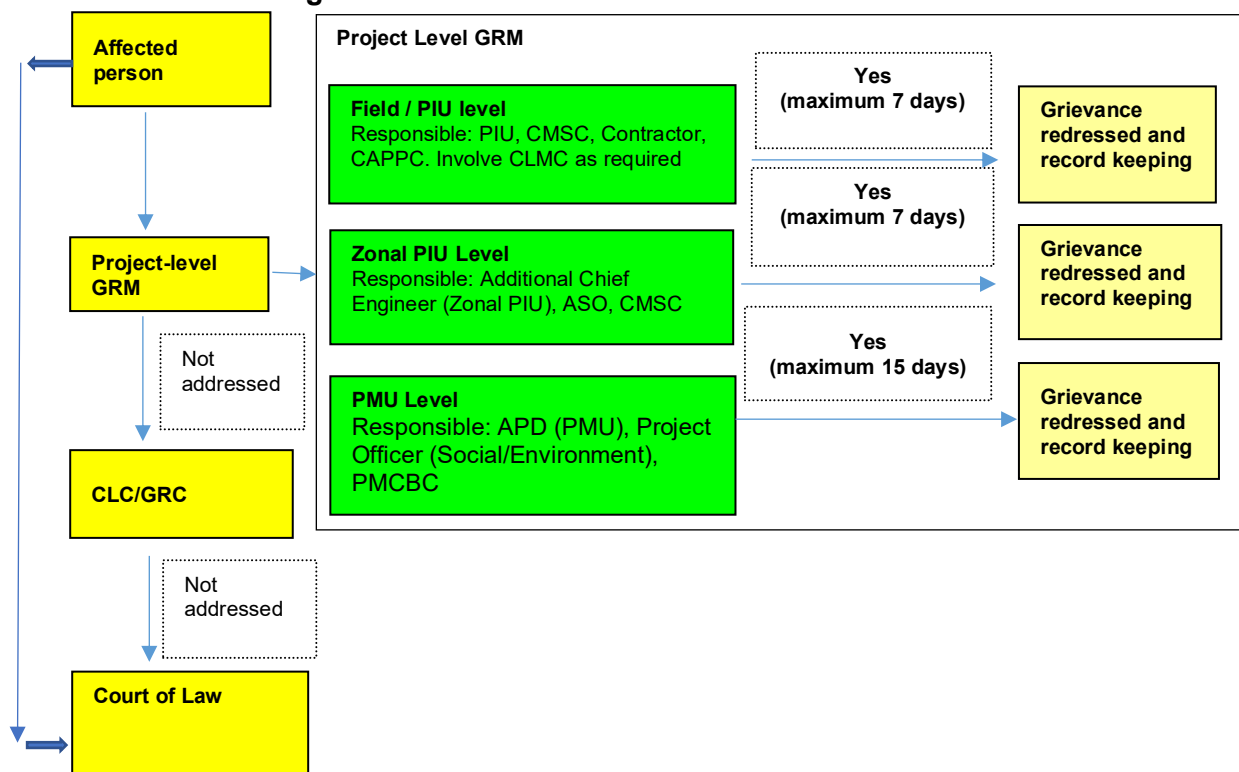 Affected
person
Project Level GRM
Yes
(maximum 7 days)
Field / PIU level
Responsible: PIU, CMSC, Contractor,
CAPPC. Involve CLMC as required
Grievance
redressed and
record keeping
Yes
(maximum 7 days)
Project-level
GRM
Zonal PIU Level
Responsible: Additional Chief
Engineer (Zonal PIU), ASO, CMSC
Grievance
redressed and
record keeping
Not
addressed
Yes
(maximum 15 days)
PMU Level
Responsible: APD (PMU), Project
Officer (Social/Environment),
PMCBC
Grievance
redressed and
record keeping
CLC/GRC
Not
addressed
Court of Law